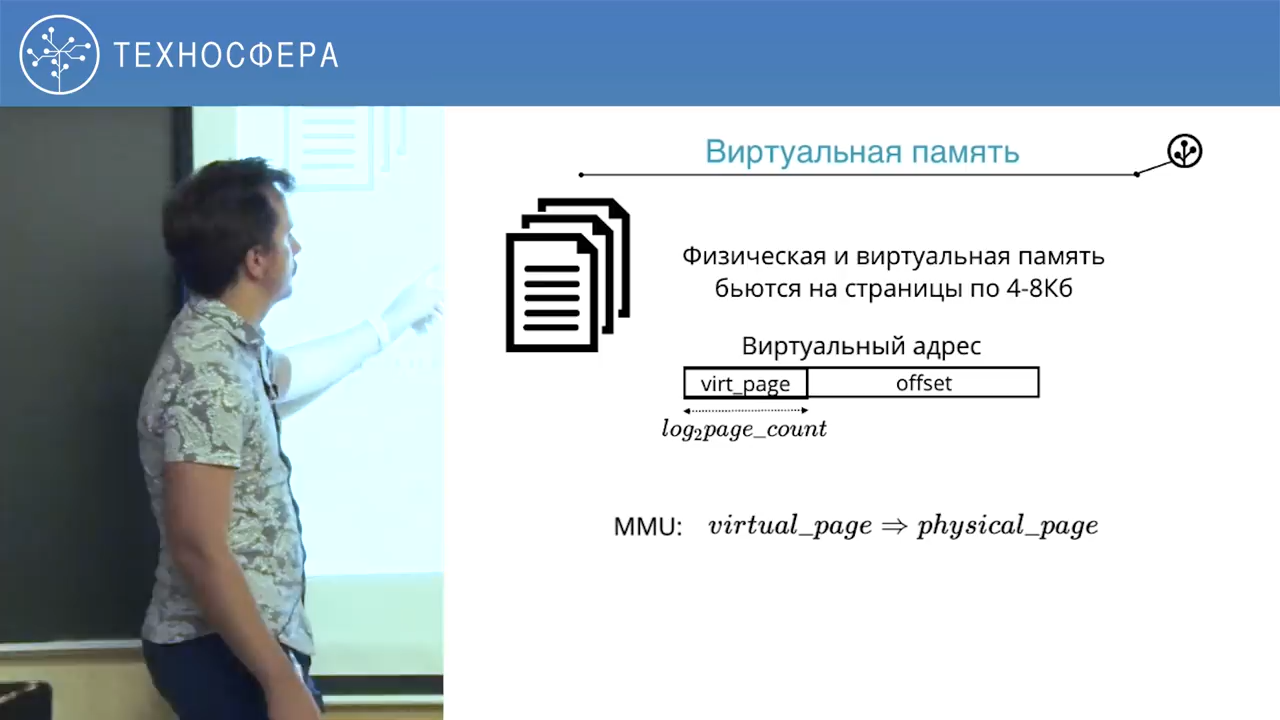 ТЕХНОСФЕРА
Виртуальная память
Физическая и виртуальная память
бьются на страницы по 4-8Кб
Виртуальный адрес
virt_page offset
log₂page_count
MMU: virtual_page ⇒ physical_page